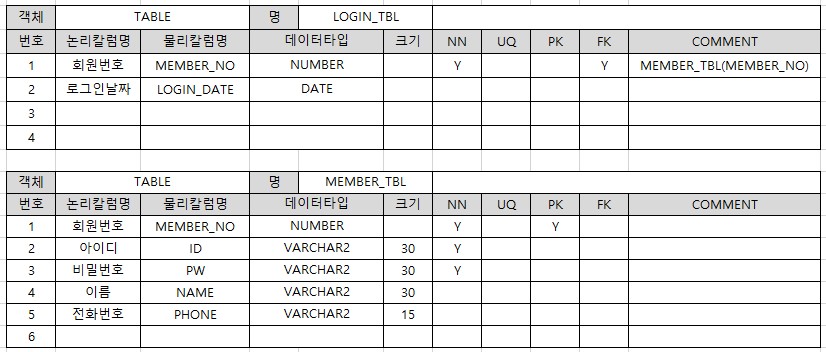 객체 TABLE 명 LOGIN_TBL
번호 논리칼럼명 물리칼럼명 데이터타입 크기 NN UQ PK FK COMMENT
1 회원번호 MEMBER_NO NUMBER Y Y MEMBER_TBL(MEMBER_NO)
2 로그인날짜 LOGIN_DATE DATE
3
4
객체 TABLE 명 MEMBER_TBL
번호 논리칼럼명 물리칼럼명 데이터타입 크기 NN UQ PK FK COMMENT
1 회원번호 MEMBER_NO NUMBER Y Y
2 아이디 ID VARCHAR2 30 Y
3 비밀번호 PW VARCHAR2 30 Y
4 이름 NAME VARCHAR2 30
5 전화번호 PHONE VARCHAR2 15
6